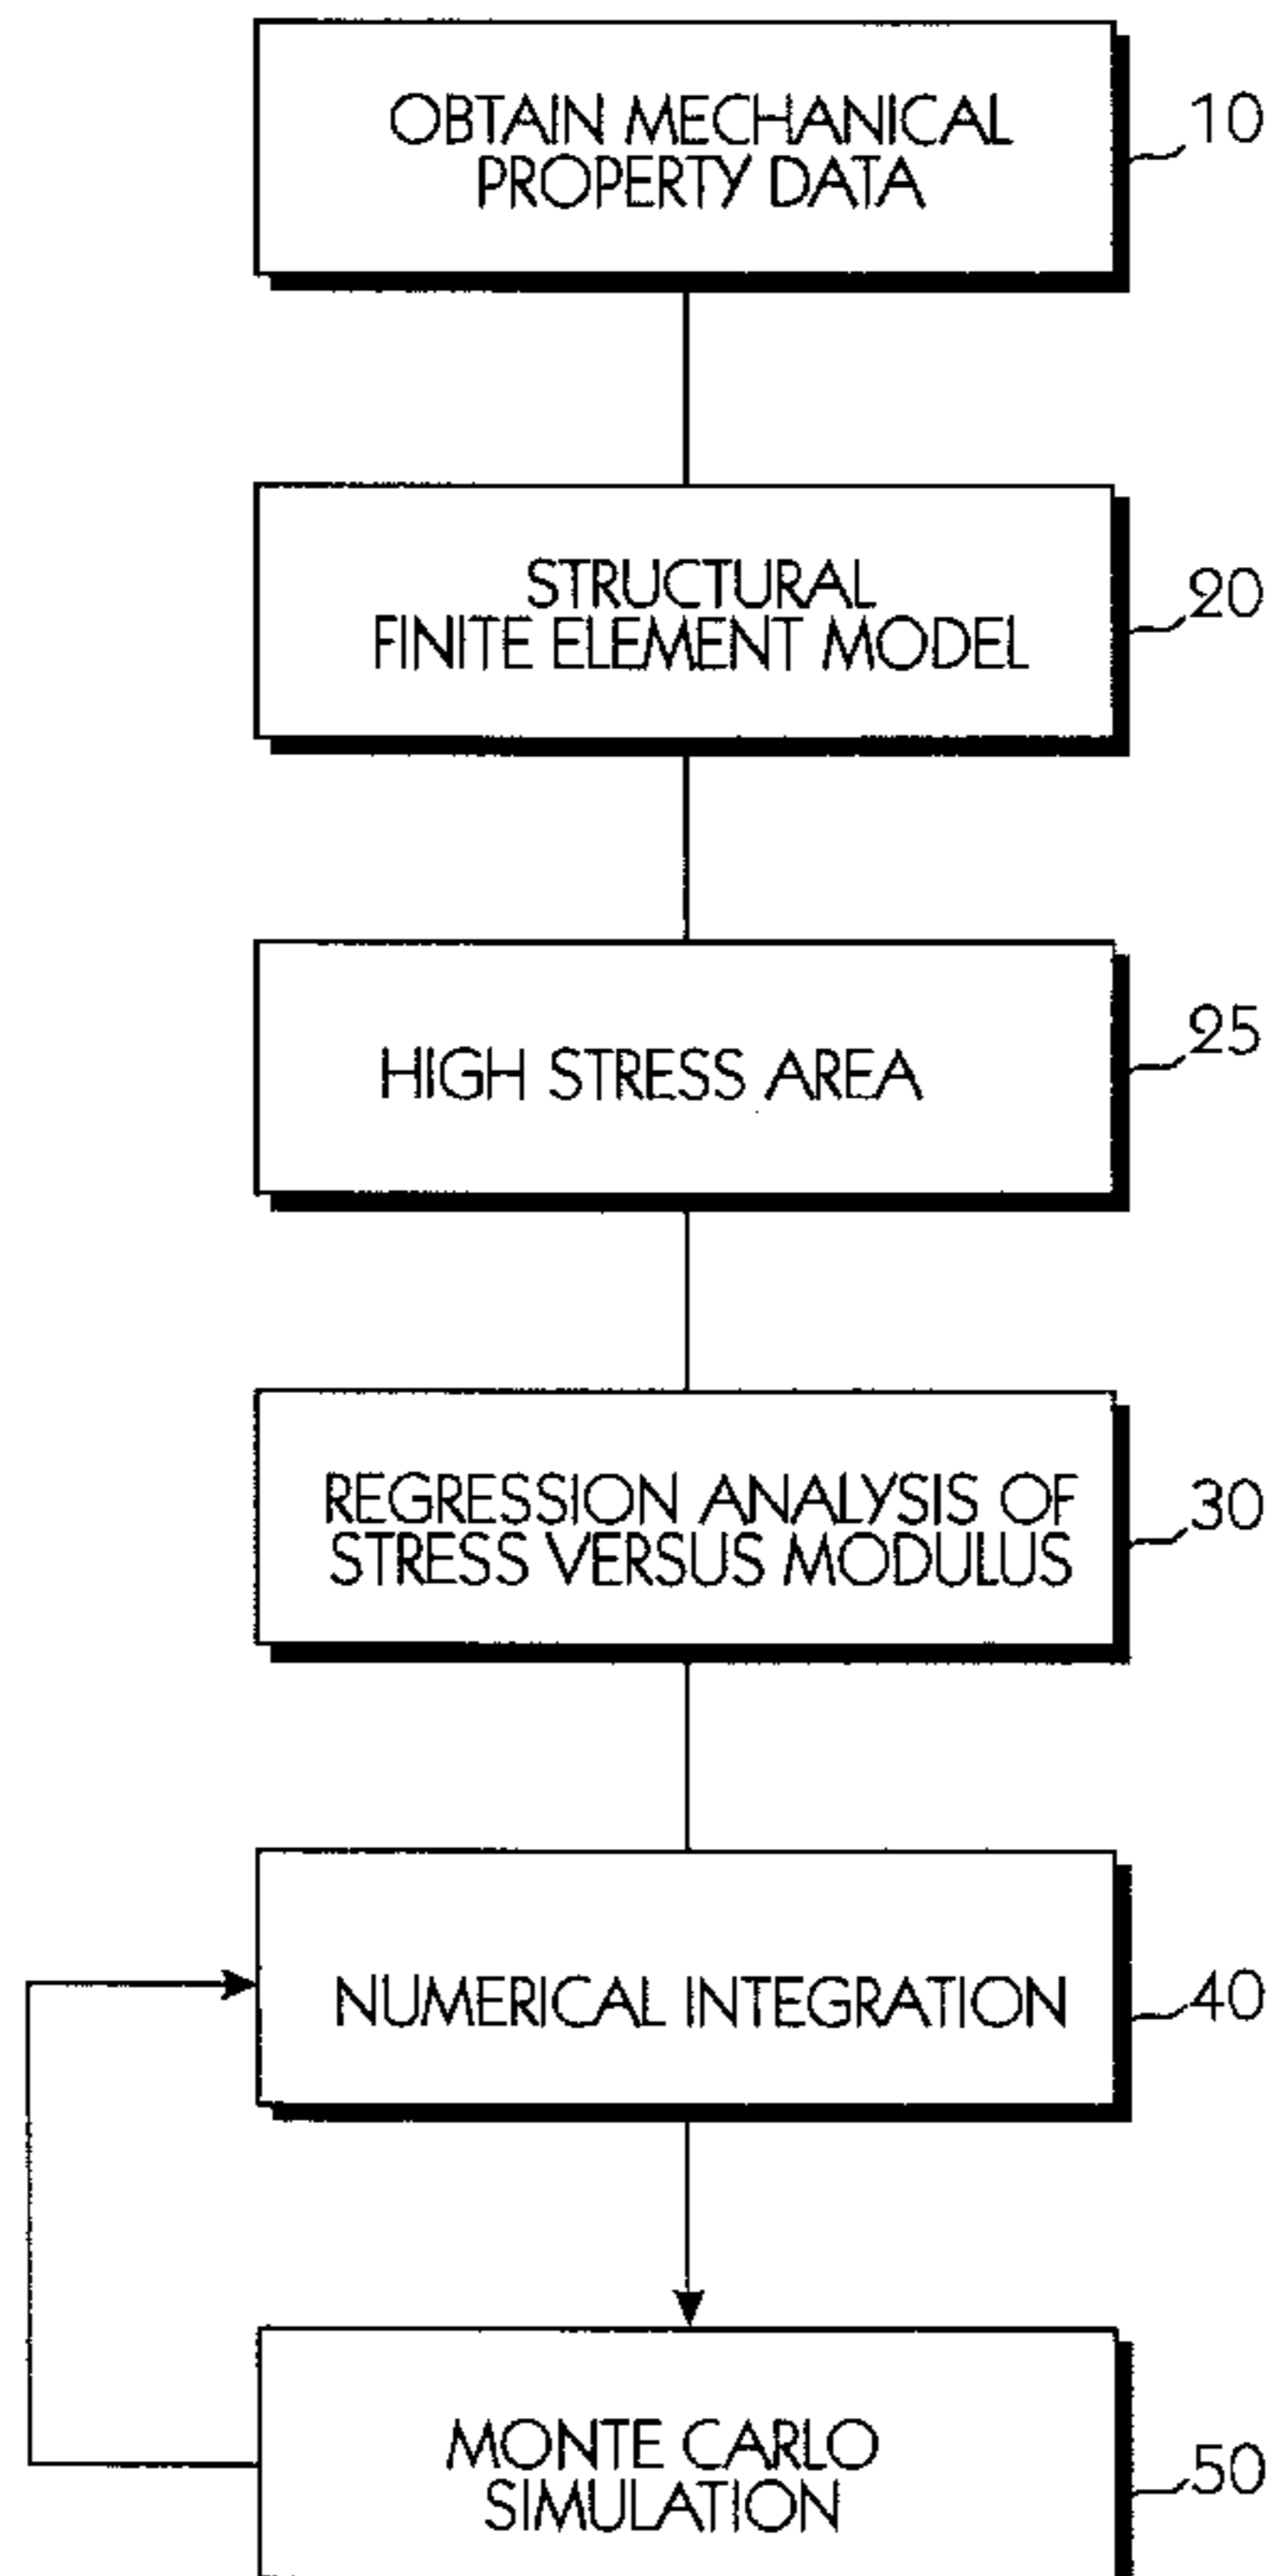 OBTAIN MECHANICAL
PROPERTY DATA
10
STRUCTURAL
FINITE ELEMENT MODEL
20
HIGH STRESS AREA
25
REGRESSION ANALYSIS OF
STRESS VERSUS MODULUS
30
NUMERICAL INTEGRATION
40
MONTE CARLO
SIMULATION
50